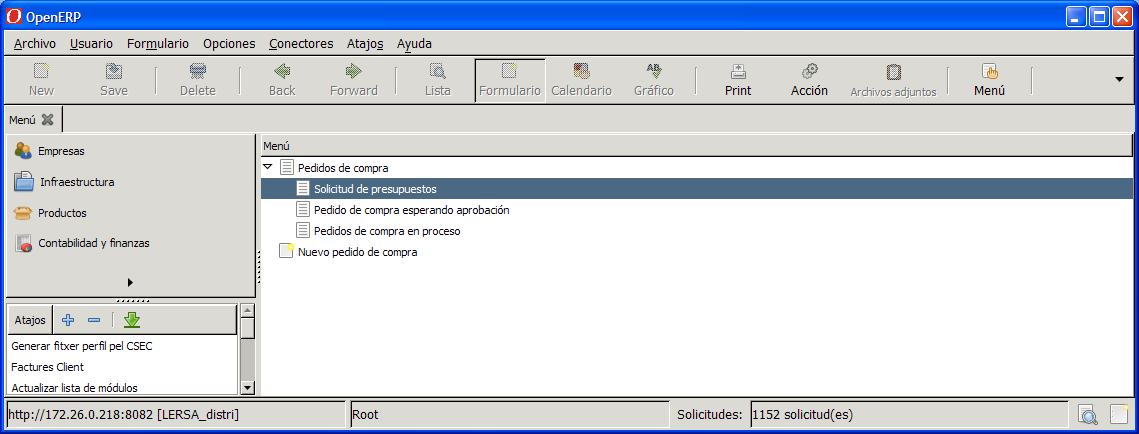 OpenERP
Archivo Usuario Formulario Opciones Conectores Atajos Ayuda
New Save Delete Back Forward Lista Formulario Calendario Gráfico Print Acción Archivos adjuntos Menú
Menú
Empresas
Infraestructura
Productos
Contabilidad y finanzas
Menú
Pedidos de compra
Solicitud de presupuestos
Pedido de compra esperando aprobación
Pedidos de compra en proceso
Nuevo pedido de compra
Atajos
Generar fitxer perfil pel CSEC
Factures Client
Actualizar lista de módulos
http://172.26.0.218:8082 [LERSA_distri] Root Solicitudes: 1152 solicitud(es)